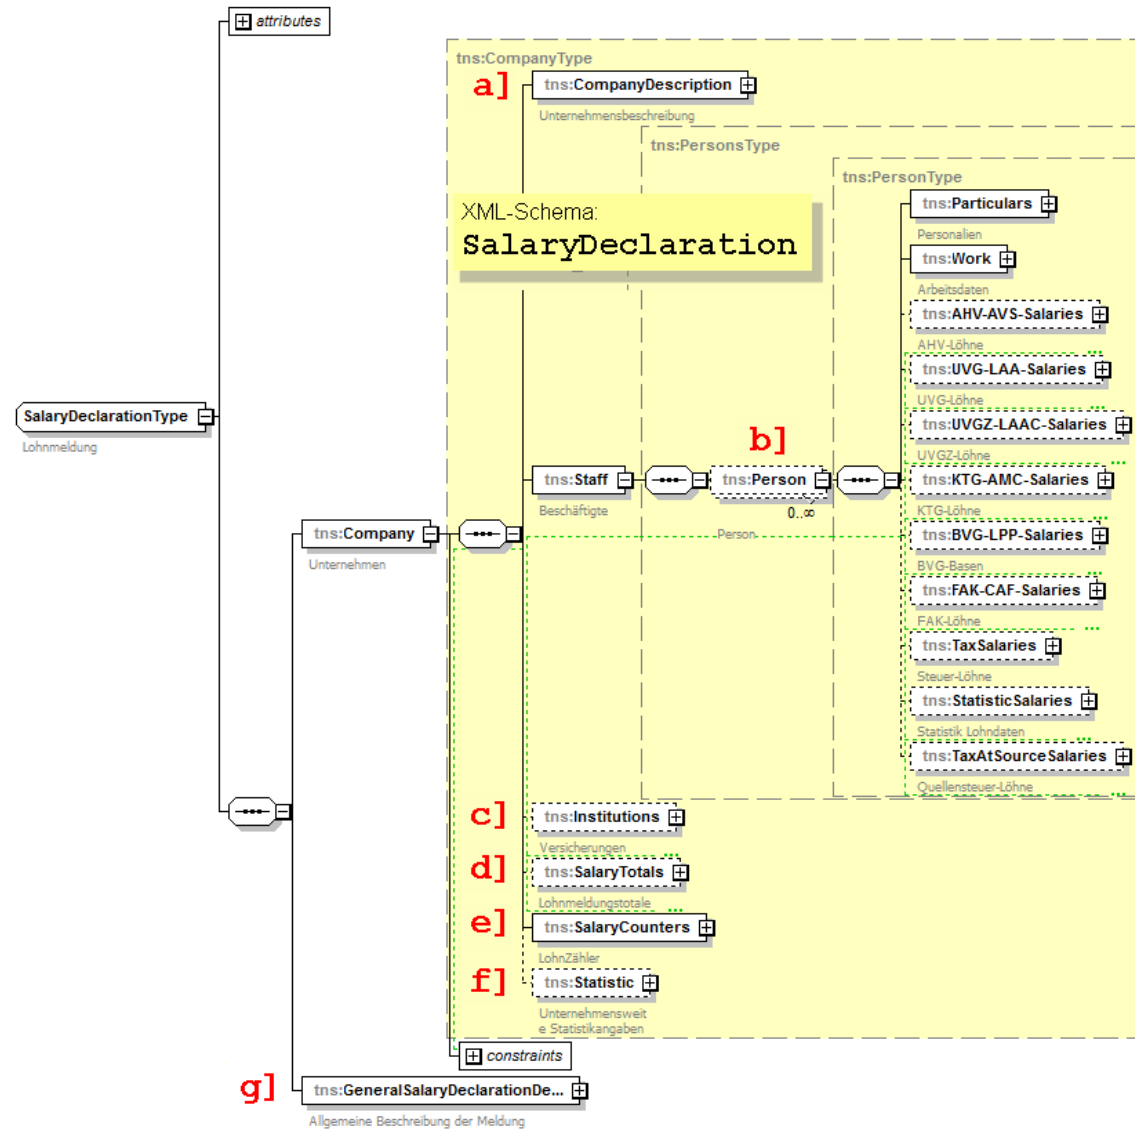 attributes
tns:CompanyType
a]
tns:CompanyDescription
Unternehmensbeschreibung
tns:PersonsType
tns:PersonType
XML-Schema:
SalaryDeclaration
tns:Particulars
Personalien
tns:Work
Arbeitsdaten
tns:AHV-AVS-Salaries
AHV-Löhne
tns:UVG-LAA-Salaries
UVG-Löhne
tns:UVGZ-LAAC-Salaries
UVGZ-Löhne
SalaryDeclarationType
Lohnmeldung
b]
tns:Staff
Beschäftigte
tns:Person
0..∞
Person
tns:KTG-AMC-Salaries
KTG-Löhne
tns:BVG-LPP-Salaries
BVG-Basen
tns:FAK-CAF-Salaries
FAK-Löhne
tns:TaxSalaries
Steuer-Löhne
tns:StatisticSalaries
Statistik Lohndaten
tns:TaxAtSourceSalaries
Quellensteuer-Löhne
tns:Company
Unternehmen
c]
tns:Institutions
Versicherungen
d]
tns:SalaryTotals
Lohnmeldungstotale
e]
tns:SalaryCounters
LohnZähler
f]
tns:Statistic
Unternehmensweit
e Statistikangaben
constraints
g]
tns:GeneralSalaryDeclarationDe...
Allgemeine Beschreibung der Meldung